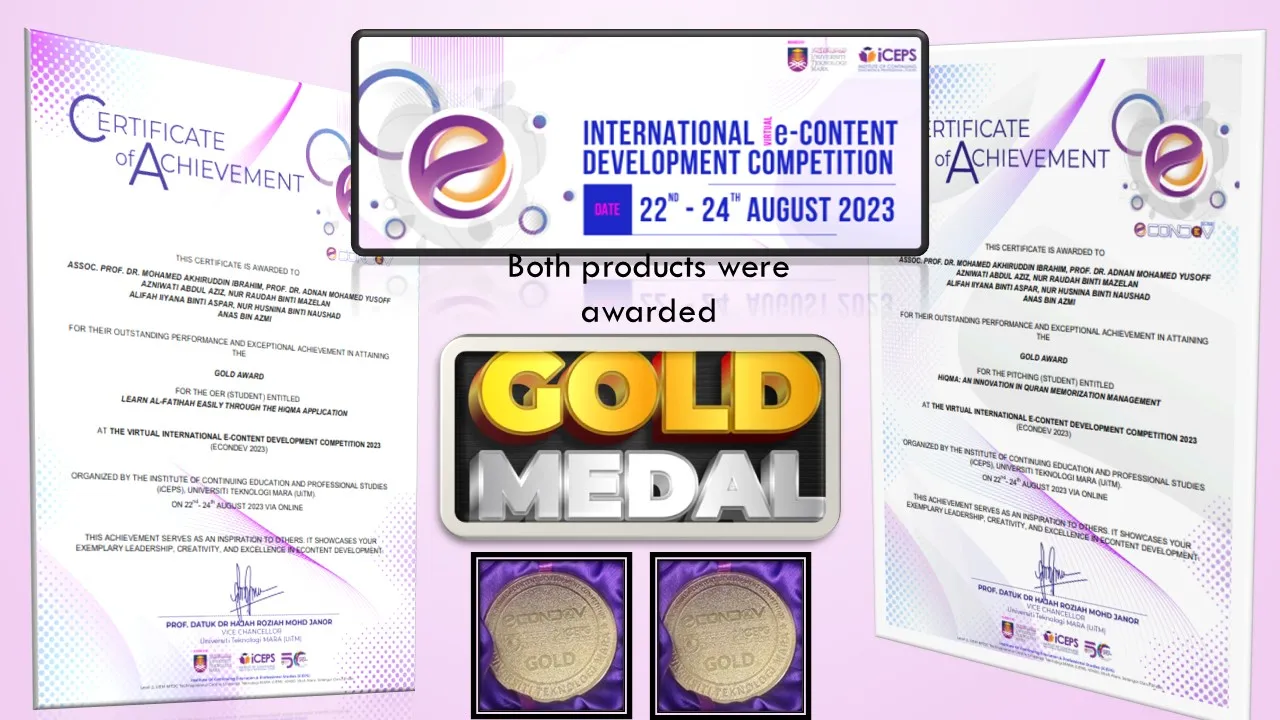 CERTIFICATE
of ACHIEVEMENT
CONDEV
THIS CERTIFICATE IS AWARDED TO
ASSOC. PROF. DR. MOHAMED AKHIRUDDIN IBRAHIM, PROF. DR. ADNAN MOHAMED YUSOFF
AZNIWATI ABDUL AZIZ, NUR RAUDAH BINTI MAZELAN
ALIFAH IIYANA BINTI ASPAR, NUR HUSNINA BINTI NAUSHAD
ANAS BIN AZMI
FOR THEIR OUTSTANDING PERFORMANCE AND EXCEPTIONAL ACHIEVEMENT IN ATTAINING
THE
GOLD AWARD
FOR THE OER (STUDENT) ENTITLED
LEARN AL-FATIHAH EASILY THROUGH THE HiQMA APPLICATION
AT THE VIRTUAL INTERNATIONAL E-CONTENT DEVELOPMENT COMPETITION 2023
(ECONDEV 2023)
ORGANIZED BY THE INSTITUTE OF CONTINUING EDUCATION AND PROFESSIONAL STUDIES
(iCEPS), UNIVERSITI TEKNOLOGI MARA (UiTM)
ON 22nd- 24th AUGUST 2023 VIA ONLINE
THIS ACHIEVEMENT SERVES AS AN INSPIRATION TO OTHERS. IT SHOWCASES YOUR
EXEMPLARY LEADERSHIP, CREATIVITY, AND EXCELLENCE IN ECONTENT DEVELOPMENT
PROF. DATUK DR HAJAH ROZIAH MOHD JANOR
VICE CHANCELLOR
Universiti Teknologi MARA (UiTM)
iCEPS
UNIVERSITI
TEKNOLOGI
MARA
iCEPS
INTERNATIONAL VIRTUAL e-CONTENT
DEVELOPMENT COMPETITION
DATE 22ND - 24TH AUGUST 2023
Both products were
awarded
GOLD
MEDAL
GOLD
GOLD
ERTIFICATE
of ACHIEVEMENT
CONDEV
THIS CERTIFICATE IS AWARDED TO
ASSOC. PROF. DR. MOHAMED AKHIRUDDIN IBRAHIM, PROF. DR. ADNAN MOHAMED YUSOFF
AZNIWATI ABDUL AZIZ, NUR RAUDAH BINTI MAZELAN
ALIFAH IIYANA BINTI ASPAR, NUR HUSNINA BINTI NAUSHAD
ANAS BIN AZMI
FOR THEIR OUTSTANDING PERFORMANCE AND EXCEPTIONAL ACHIEVEMENT IN ATTAINING
THE
GOLD AWARD
FOR THE PITCHING (STUDENT) ENTITLED
HiQMA: AN INNOVATION IN QURAN MEMORIZATION MANAGEMENT
AT THE VIRTUAL INTERNATIONAL E-CONTENT DEVELOPMENT COMPETITION 2023
(ECONDEV 2023)
ORGANIZED BY THE INSTITUTE OF CONTINUING EDUCATION AND PROFESSIONAL STUDIES
(iCEPS), UNIVERSITI TEKNOLOGI MARA (UiTM)
ON 22nd- 24th AUGUST 2023 VIA ONLINE
THIS ACHIEVEMENT SERVES AS AN INSPIRATION TO OTHERS. IT SHOWCASES YOUR
EXEMPLARY LEADERSHIP, CREATIVITY, AND EXCELLENCE IN ECONTENT DEVELOPMENT
PROF. DATUK DR HAJAH ROZIAH MOHD JANOR
VICE CHANCELLOR
Universiti Teknologi MARA (UiTM)
iCEPS